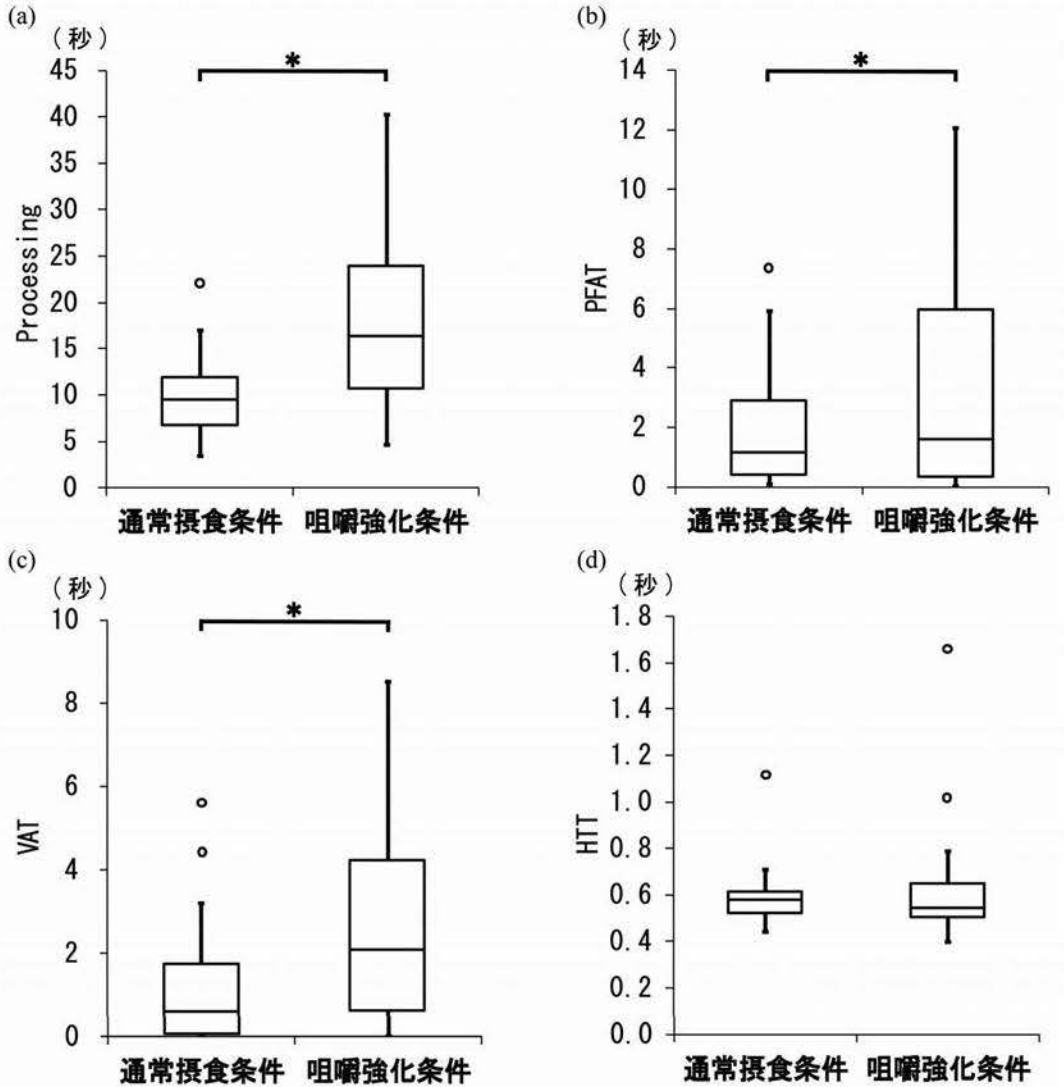 (a)
(秒)
*
45
40
35
30
25
20
15
10
5
0
Processing
通常摂食条件 咀嚼強化条件
(b)
(秒)
*
14
12
10
8
6
4
2
0
PFAT
通常摂食条件 咀嚼強化条件
(c)
(秒)
*
10
8
6
4
2
0
VAT
通常摂食条件 咀嚼強化条件
(d)
(秒)
1.8
1.6
1.4
1.2
1.0
0.8
0.6
0.4
0.2
0.0
HTT
通常摂食条件 咀嚼強化条件